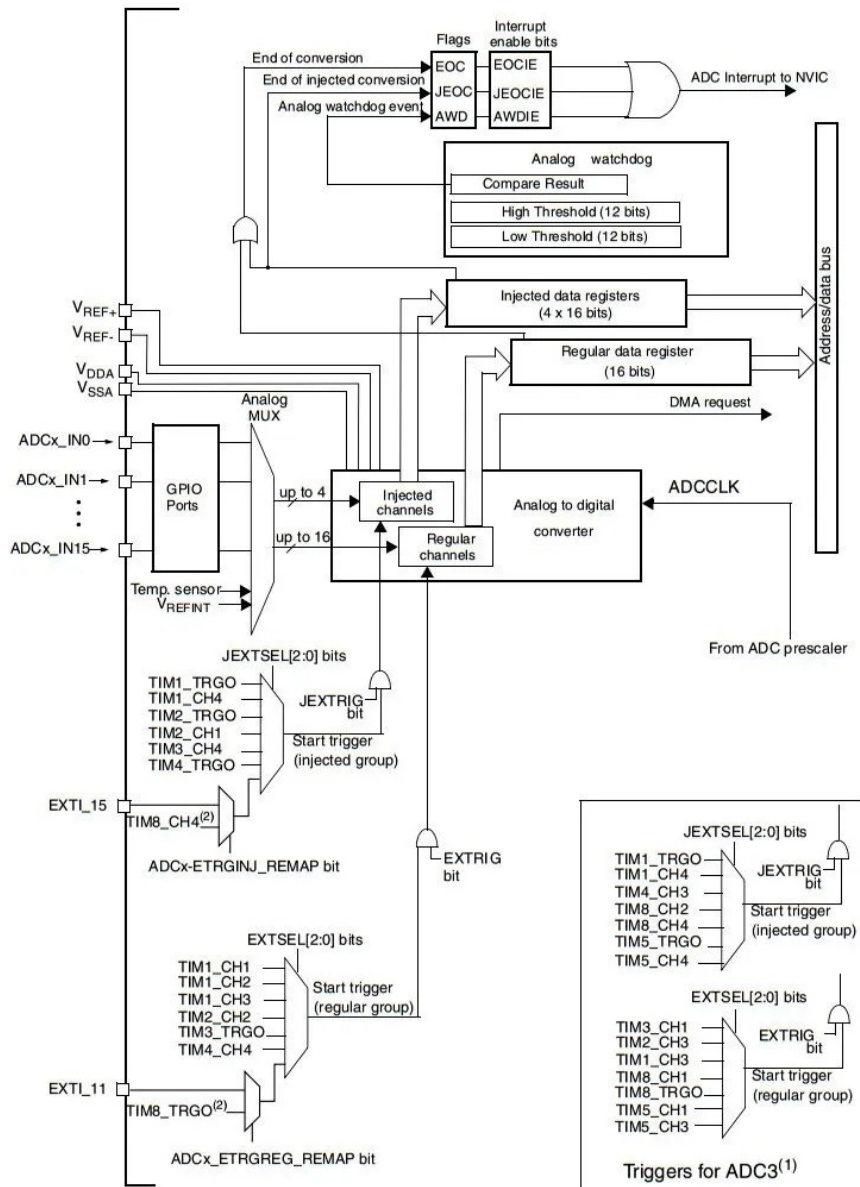 Flags
Interrupt
enable bits
End of conversion
EOC
EOCIE
End of injected conversion
JEOC
JEOCIE
ADC Interrupt to NVIC
Analog watchdog event
AWD
AWDIE
Analog watchdog
Compare Result
High Threshold (12 bits)
Low Threshold (12 bits)
Address/data bus
Injected data registers
(4 x 16 bits)
Regular data register
(16 bits)
VREF+
VREF-
VDDA
VSSA
Analog
MUX
DMA request
ADCx_IN0
ADCx_IN1
ADCx_IN15
GPIO
Ports
up to 4
up to 16
Injected
channels
Regular
channels
Analog to digital
converter
ADCCLK
Temp. sensor
VREFINT
From ADC prescaler
JEXTSEL[2:0] bits
TIM1_TRGO
TIM1_CH4
TIM2_TRGO
TIM2_CH1
TIM3_CH4
TIM4_TRGO
JEXTRIG
bit
Start trigger
(injected group)
EXTI_15
TIM8_CH4(2)
ADCx-ETRGINJ_REMAP bit
EXTRIG
bit
EXTSEL[2:0] bits
TIM1_CH1
TIM1_CH2
TIM1_CH3
TIM2_CH2
TIM3_TRGO
TIM4_CH4
Start trigger
(regular group)
EXTI_11
TIM8_TRGO(2)
ADCx_ETRGREG_REMAP bit
JEXTSEL[2:0] bits
TIM1_TRGO
TIM1_CH4
TIM4_CH3
TIM8_CH2
TIM8_CH4
TIM5_TRGO
TIM5_CH4
JEXTRIG
bit
Start trigger
(injected group)
EXTSEL[2:0] bits
TIM3_CH1
TIM2_CH3
TIM1_CH3
TIM8_CH1
TIM8_TRGO
TIM5_CH1
TIM5_CH3
EXTRIG
bit
Start trigger
(regular group)
Triggers for ADC3(1)